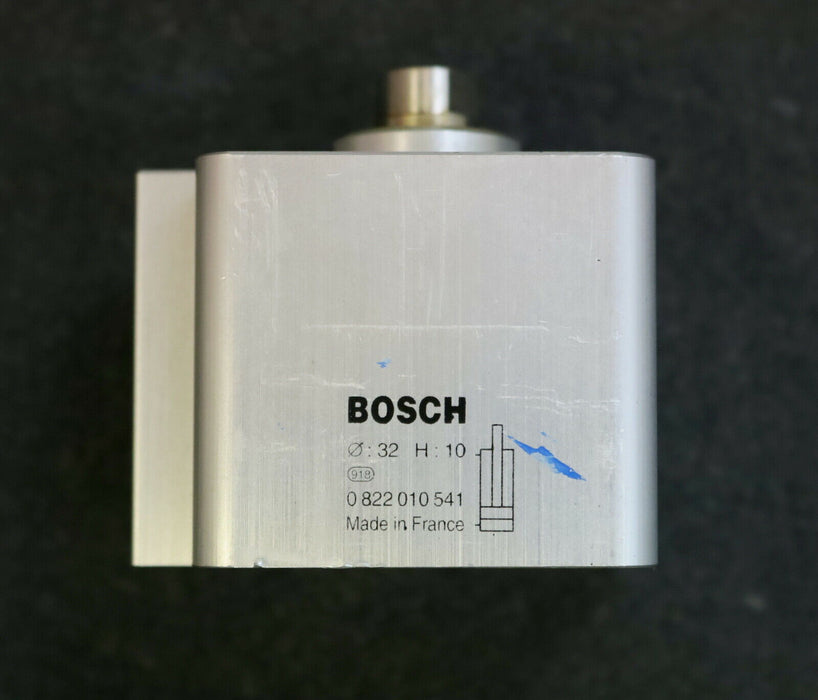 BOSCH
Ø: 32 H: 10
918
0 822 010 541
Made in France